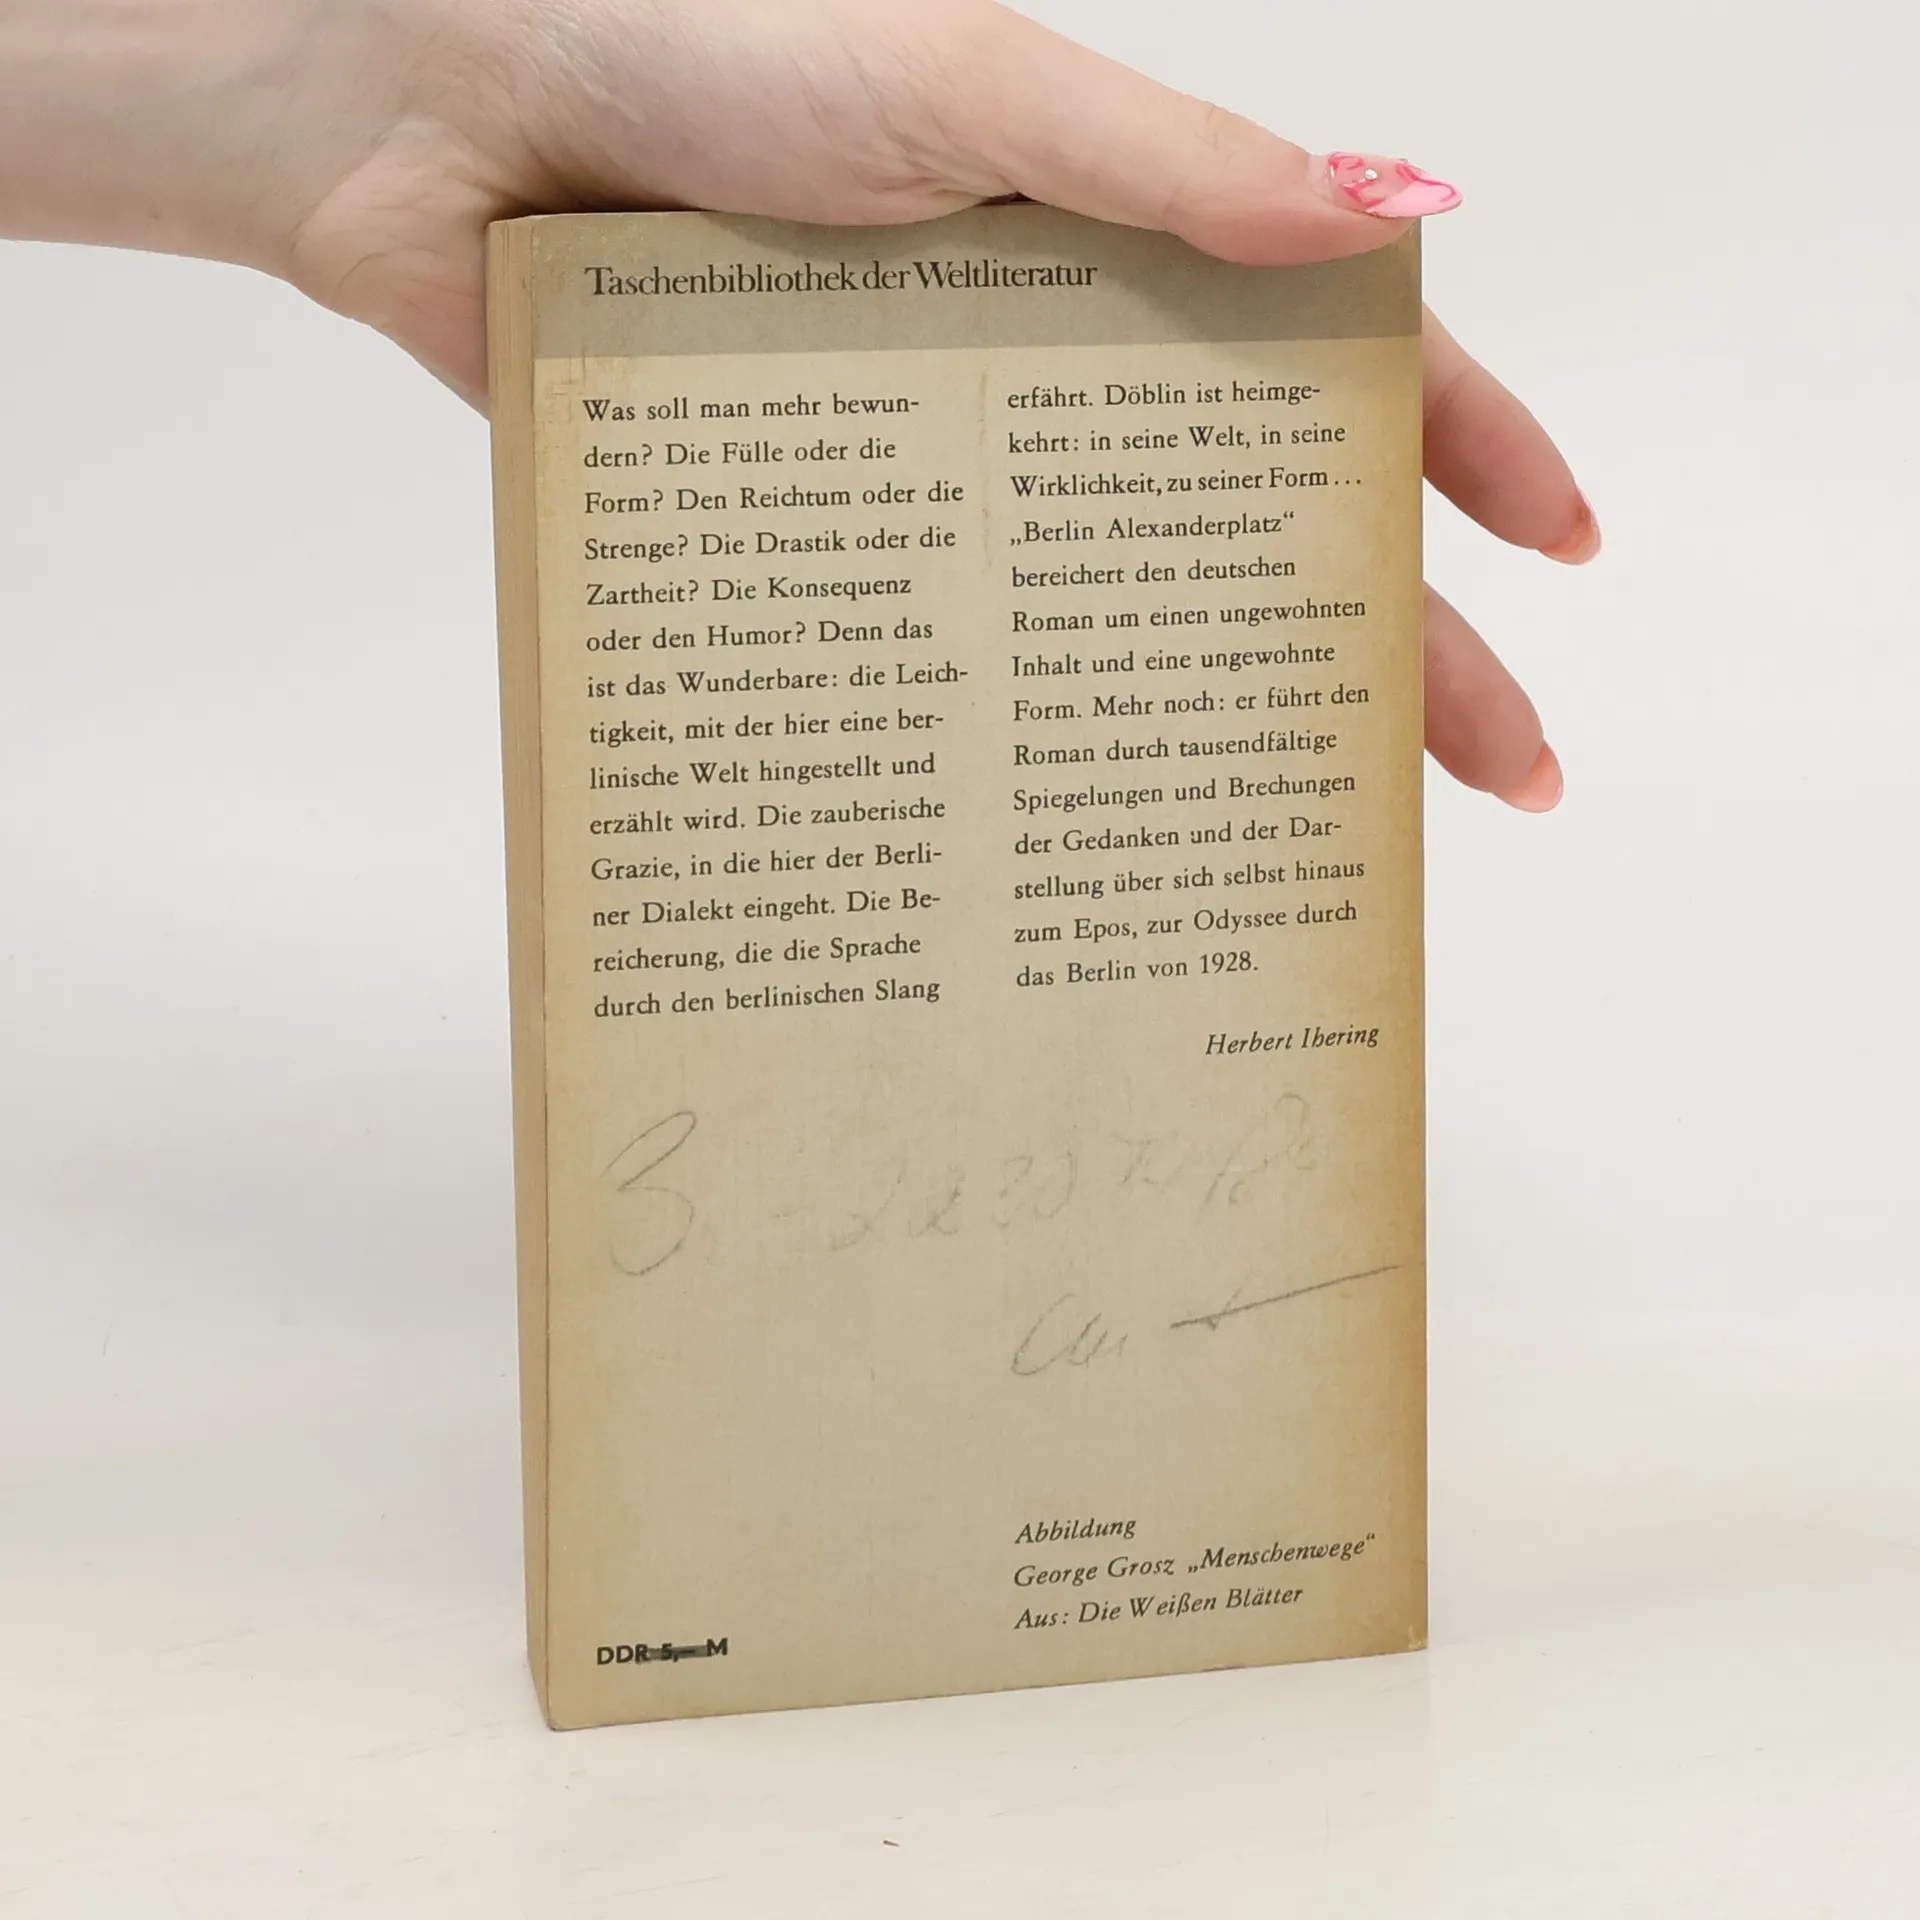 Taschenbibliothek der Weltliteratur
Was soll man mehr bewun-
dern? Die Fülle oder die
Form? Den Reichtum oder die
Strenge? Die Drastik oder die
Zartheit? Die Konsequenz
oder den Humor? Denn das
ist das Wunderbare: die Leich-
tigkeit, mit der hier eine ber-
linische Welt hingestellt und
erzählt wird. Die zauberische
Grazie, in die hier der Berli-
ner Dialekt eingeht. Die Be-
reicherung, die die Sprache
durch den berlinischen Slang
erfährt. Döblin ist heimge-
kehrt: in seine Welt, in seine
Wirklichkeit, zu seiner Form...
„Berlin Alexanderplatz“
bereichert den deutschen
Roman um einen ungewohnten
Inhalt und eine ungewohnte
Form. Mehr noch: er führt den
Roman durch tausendfältige
Spiegelungen und Brechungen
der Gedanken und der Dar-
stellung über sich selbst hinaus
zum Epos, zur Odyssee durch
das Berlin von 1928.
Herbert Ihering
Abbildung
George Grosz „Menschenwege“
Aus: Die Weißen Blätter
DDR 5,– M